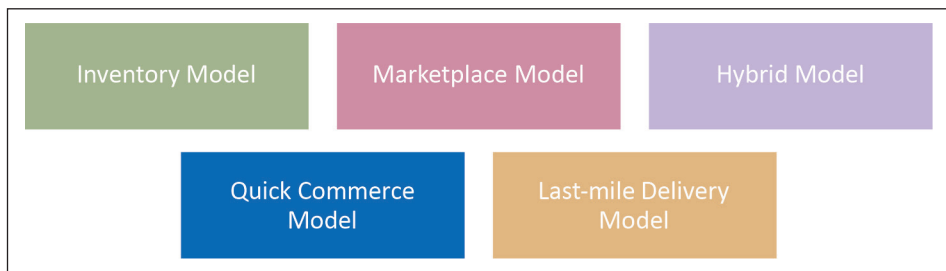 Inventory Model
Marketplace Model
Hybrid Model
Quick Commerce
Model
Last-mile Delivery
Model